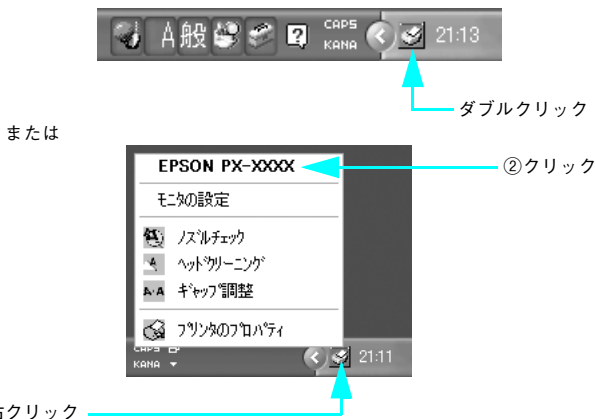 A般 CAPS KANA 21:13
ダブルクリック
または
EPSON PX-XXXX
②クリック
モニタの設定
ノズルチェック
ヘッドクリーニング
ギャップ調整
プリンタのプロパティ
CAPS
KANA 21:11
右クリック